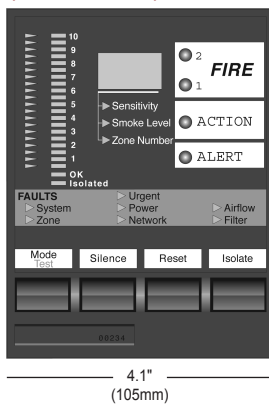 10
9
8
7
6
5
4
3
2
1
OK
Isolated
Sensitivity
Smoke Level
Zone Number
2
FIRE
1
ACTION
ALERT
FAULTS
Urgent
System
Power
Airflow
Zone
Network
Filter
Mode
Test
Silence
Reset
Isolate
08234
4.1"
(105mm)